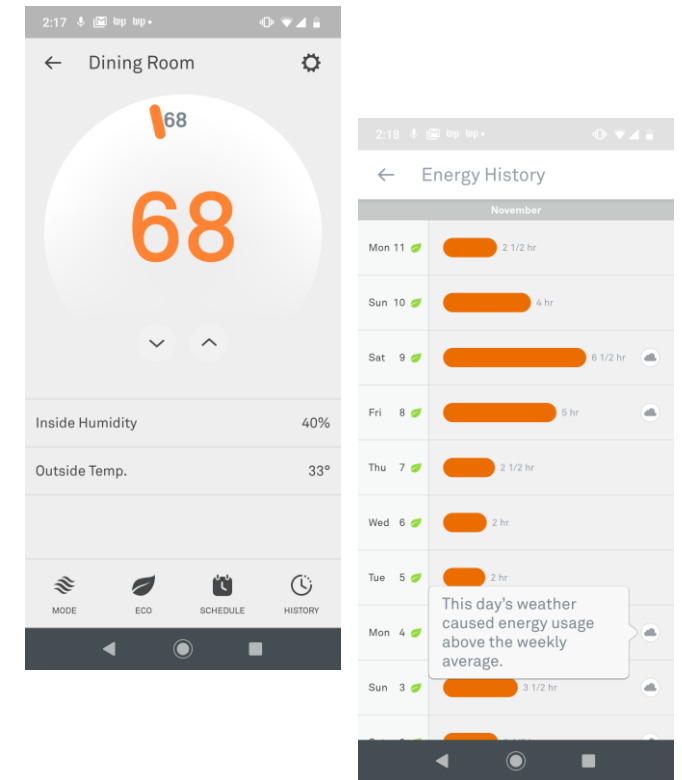 2:17
Dining Room
68
68
Inside Humidity 40%
Outside Temp. 33°
MODE ECO SCHEDULE HISTORY
2:18
Energy History
November
Mon 11 2 1/2 hr
Sun 10 4 hr
Sat 9 6 1/2 hr
Fri 8 5 hr
Thu 7 2 1/2 hr
Wed 6 2 hr
Tue 5 2 hr
This day's weather
caused energy usage
above the weekly
average.
Mon 4
Sun 3 3 1/2 hr